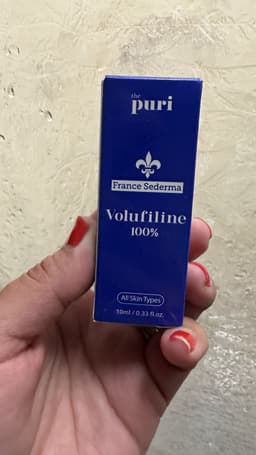 the
puri
France Sederma
Volufiline
100%
All Skin Types
10ml / 0.33 fl.oz.